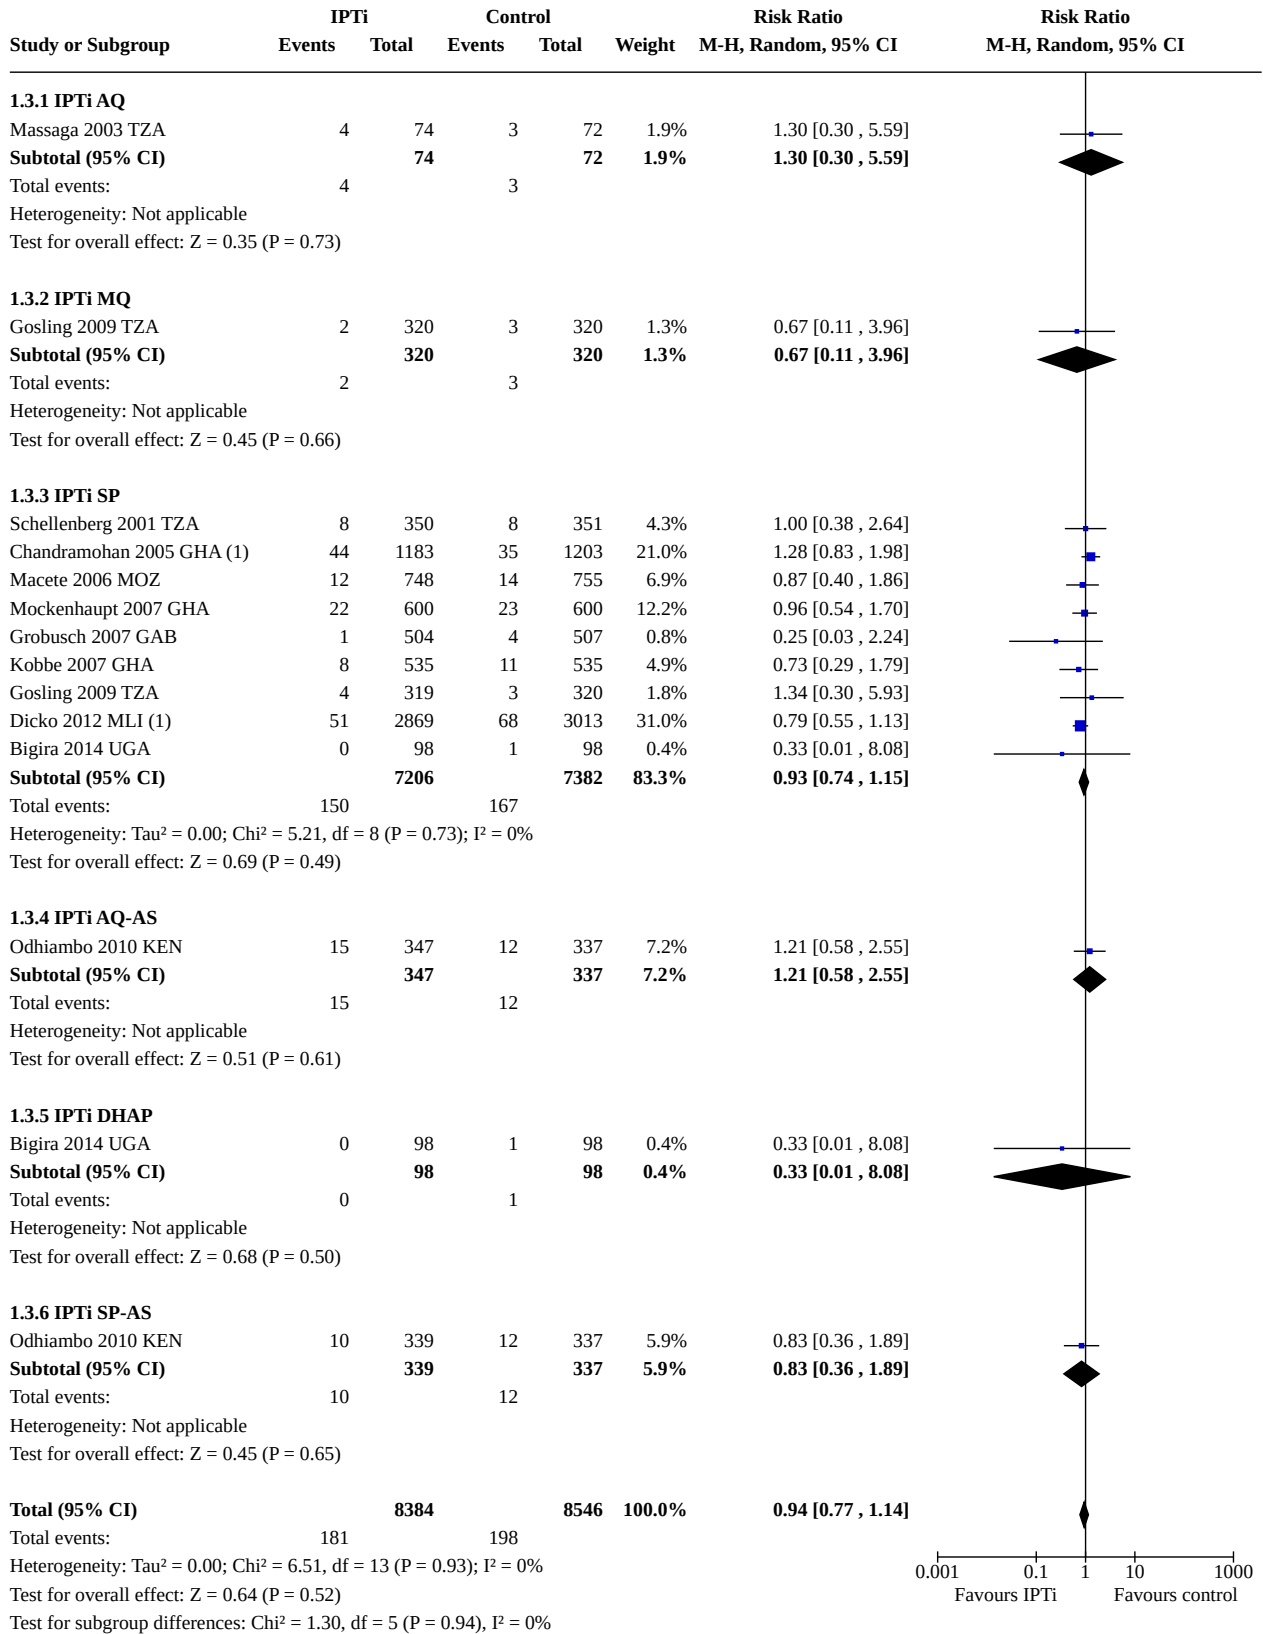 IPTi Control Risk Ratio Risk Ratio
Study or Subgroup Events Total Events Total Weight M-H, Random, 95% CI M-H, Random, 95% CI
1.3.1 IPTi AQ
Massaga 2003 TZA 4 74 3 72 1.9% 1.30 [0.30 , 5.59]
Subtotal (95% CI) 74 72 1.9% 1.30 [0.30 , 5.59]
Total events: 4 3
Heterogeneity: Not applicable
Test for overall effect: Z = 0.35 (P = 0.73)
1.3.2 IPTi MQ
Gosling 2009 TZA 2 320 3 320 1.3% 0.67 [0.11 , 3.96]
Subtotal (95% CI) 320 320 1.3% 0.67 [0.11 , 3.96]
Total events: 2 3
Heterogeneity: Not applicable
Test for overall effect: Z = 0.45 (P = 0.66)
1.3.3 IPTi SP
Schellenberg 2001 TZA 8 350 8 351 4.3% 1.00 [0.38 , 2.64]
Chandramohan 2005 GHA (1) 44 1183 35 1203 21.0% 1.28 [0.83 , 1.98]
Macete 2006 MOZ 12 748 14 755 6.9% 0.87 [0.40 , 1.86]
Mockenhaupt 2007 GHA 22 600 23 600 12.2% 0.96 [0.54 , 1.70]
Grobusch 2007 GAB 1 504 4 507 0.8% 0.25 [0.03 , 2.24]
Kobbe 2007 GHA 8 535 11 535 4.9% 0.73 [0.29 , 1.79]
Gosling 2009 TZA 4 319 3 320 1.8% 1.34 [0.30 , 5.93]
Dicko 2012 MLI (1) 51 2869 68 3013 31.0% 0.79 [0.55 , 1.13]
Bigira 2014 UGA 0 98 1 98 0.4% 0.33 [0.01 , 8.08]
Subtotal (95% CI) 7206 7382 83.3% 0.93 [0.74 , 1.15]
Total events: 150 167
Heterogeneity: Tau² = 0.00; Chi² = 5.21, df = 8 (P = 0.73); I² = 0%
Test for overall effect: Z = 0.69 (P = 0.49)
1.3.4 IPTi AQ-AS
Odhiambo 2010 KEN 15 347 12 337 7.2% 1.21 [0.58 , 2.55]
Subtotal (95% CI) 347 337 7.2% 1.21 [0.58 , 2.55]
Total events: 15 12
Heterogeneity: Not applicable
Test for overall effect: Z = 0.51 (P = 0.61)
1.3.5 IPTi DHAP
Bigira 2014 UGA 0 98 1 98 0.4% 0.33 [0.01 , 8.08]
Subtotal (95% CI) 98 98 0.4% 0.33 [0.01 , 8.08]
Total events: 0 1
Heterogeneity: Not applicable
Test for overall effect: Z = 0.68 (P = 0.50)
1.3.6 IPTi SP-AS
Odhiambo 2010 KEN 10 339 12 337 5.9% 0.83 [0.36 , 1.89]
Subtotal (95% CI) 339 337 5.9% 0.83 [0.36 , 1.89]
Total events: 10 12
Heterogeneity: Not applicable
Test for overall effect: Z = 0.45 (P = 0.65)
Total (95% CI) 8384 8546 100.0% 0.94 [0.77 , 1.14]
Total events: 181 198
Heterogeneity: Tau² = 0.00; Chi² = 6.51, df = 13 (P = 0.93); I² = 0%
Test for overall effect: Z = 0.64 (P = 0.52)
Test for subgroup differences: Chi² = 1.30, df = 5 (P = 0.94), I² = 0%
0.001 0.1 1 10 1000
Favours IPTi Favours control